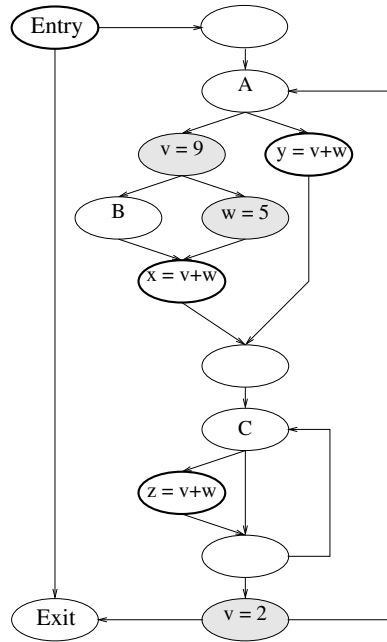 Entry
A
v = 9
y = v+w
B
w = 5
x = v+w
C
z = v+w
Exit
v = 2